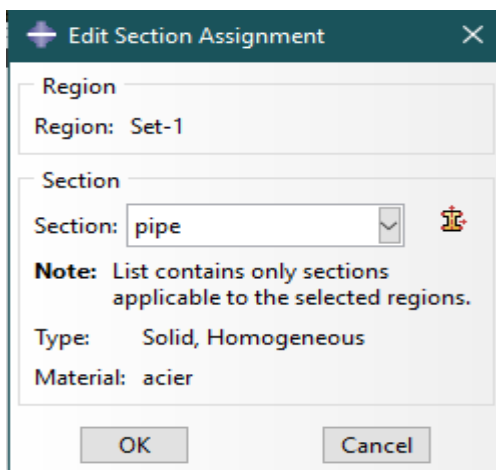 Edit Section Assignment
Region
Region: Set-1
Section
Section: pipe
Note: List contains only sections
applicable to the selected regions.
Type: Solid, Homogeneous
Material: acier
OK Cancel